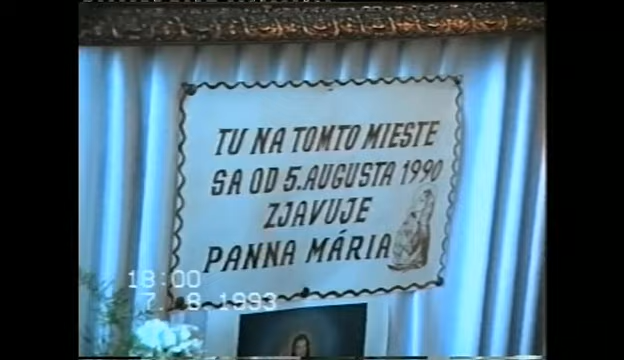 TU NA TOMTO MIESTE
SA OD 5.AUGUSTA 1990
ZJAVUJE
PANNA MÁRIA
18:00
7. 8.1993